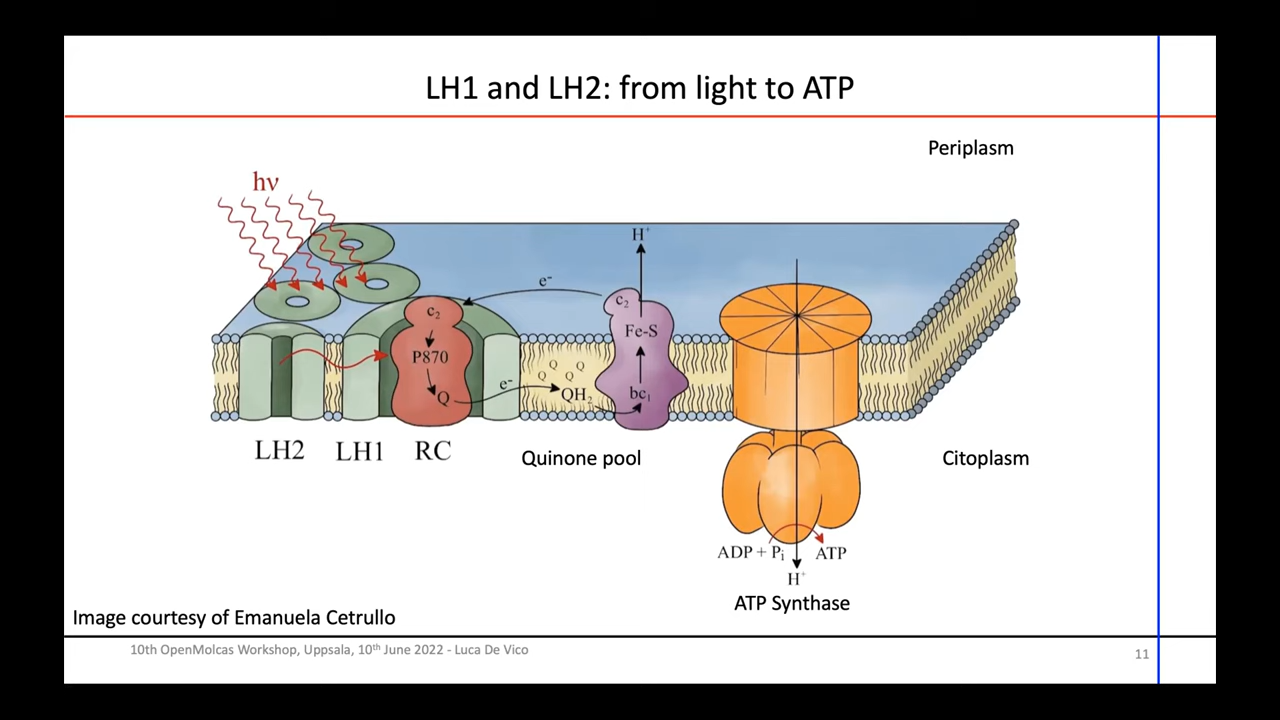 LH1 and LH2: from light to ATP
Periplasm
hν
H⁺
e⁻
c₂
c₂
Fe-S
P870
Q Q Q Q
e⁻
Q
QH₂
bc₁
LH2 LH1 RC
Quinone pool
Citoplasm
ADP + Pᵢ ATP
H⁺
ATP Synthase
Image courtesy of Emanuela Cetrullo
10th OpenMolcas Workshop, Uppsala, 10th June 2022 - Luca De Vico
11